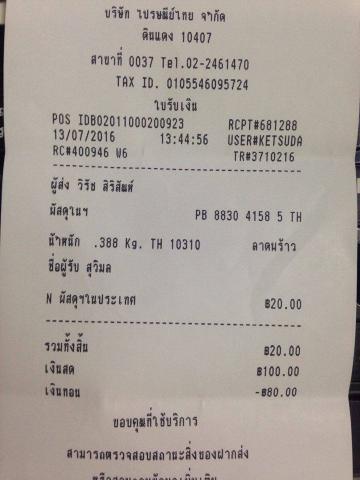 บริษัท ไปรษณีย์ไทย จำกัด
ดินแดง 10407
สาขาที่ 0037 Tel.02-2461470
TAX ID. 0105546095724
ใบรับเงิน
POS IDB02011000200923 RCPT#681288
13/07/2016 13:44:56 USER#KETSUDA
RC#400946 W6 TR#3710216
ผู้ส่ง วิรัช สิริสันต์
พัสดุในฯ PB 8830 4158 5 TH
น้ำหนัก .388 Kg. TH 10310 ลาดพร้าว
ชื่อผู้รับ สุวิมล
N พัสดุฯในประเทศ ฿20.00
รวมทั้งสิ้น ฿20.00
เงินสด ฿100.00
เงินทอน -฿80.00
ขอบคุณที่ใช้บริการ
สามารถตรวจสอบสถานะสิ่งของฝากส่ง